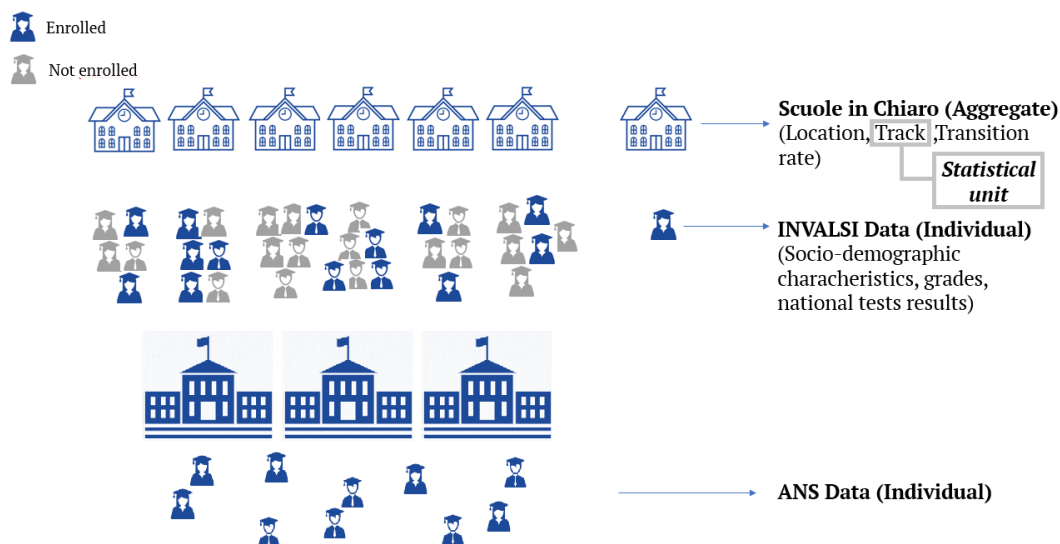 Enrolled
Not enrolled
Scuole in Chiaro (Aggregate)
(Location, Track ,Transition
rate)
Statistical
unit
INVALSI Data (Individual)
(Socio-demographic
characheristics, grades,
national tests results)
ANS Data (Individual)